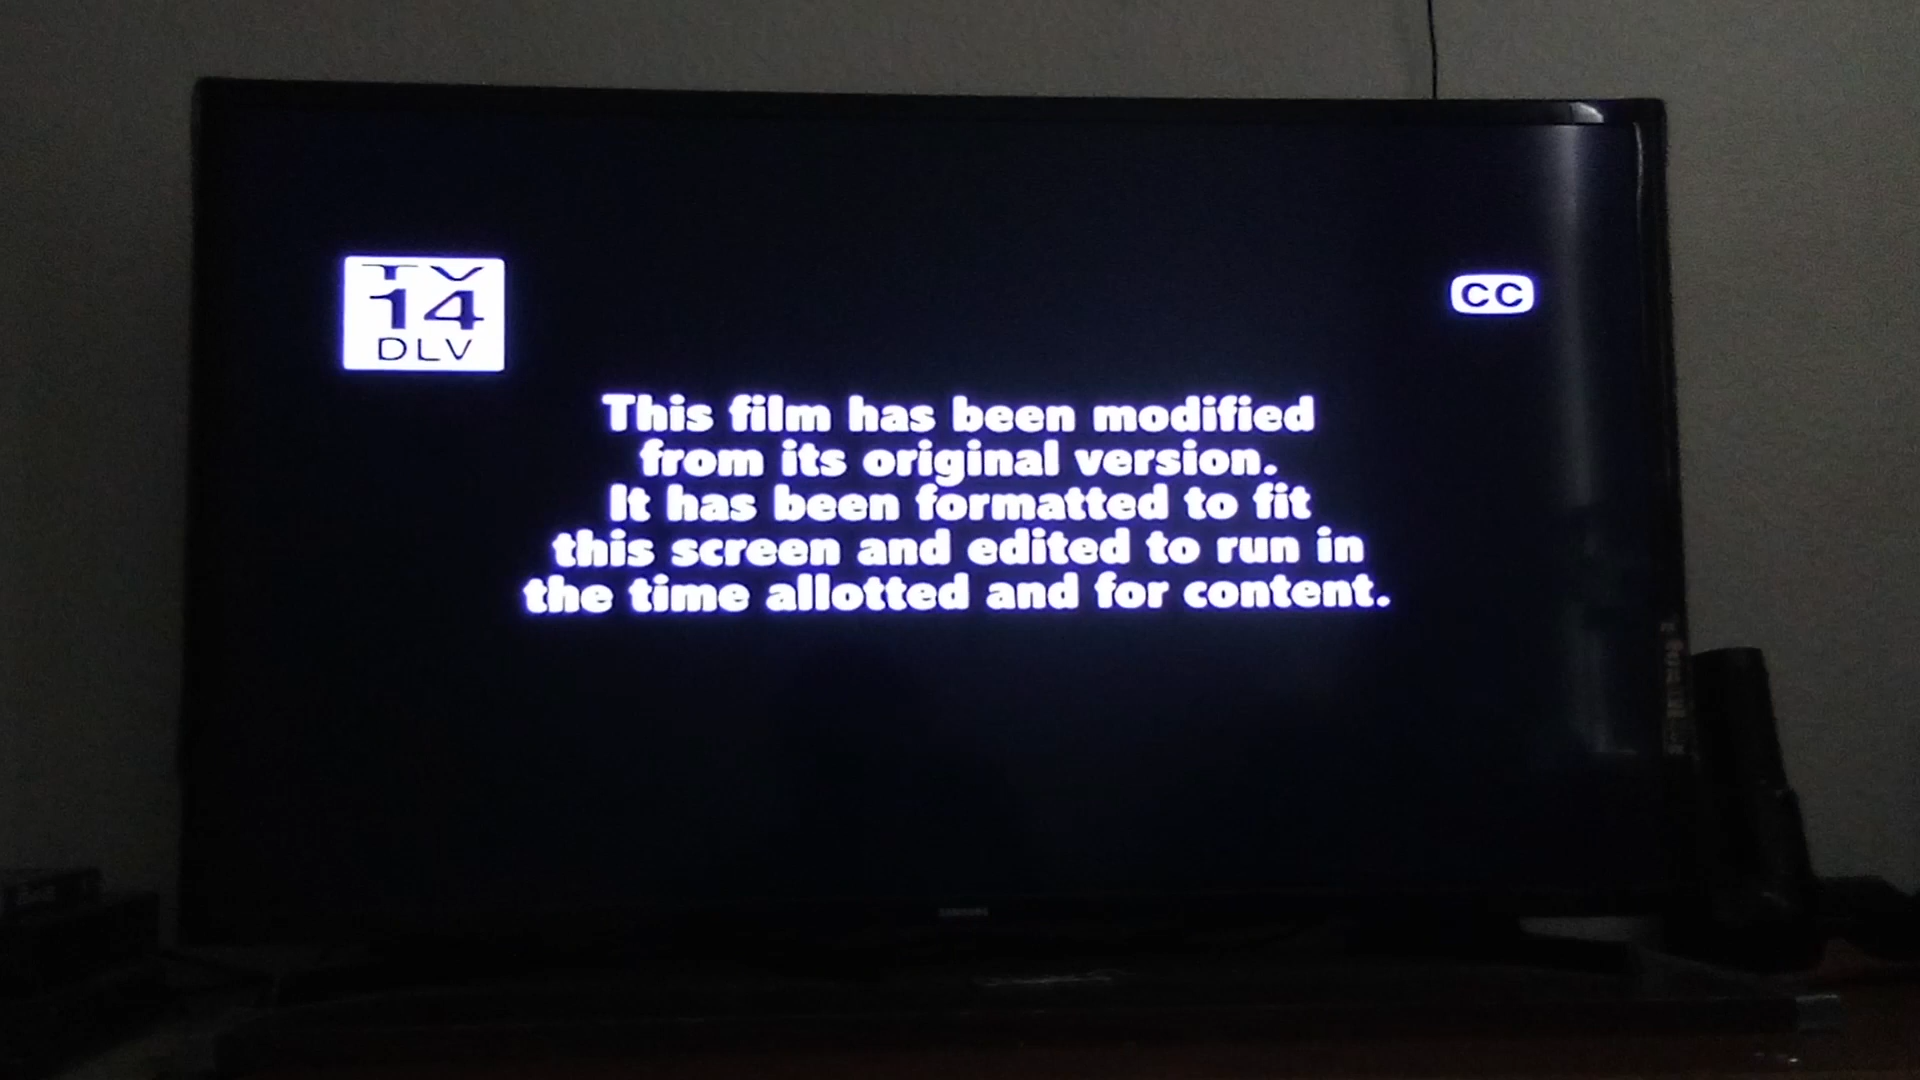 TV
14
DLV
CC
This film has been modified
from its original version.
It has been formatted to fit
this screen and edited to run in
the time allotted and for content.
SAMSUNG